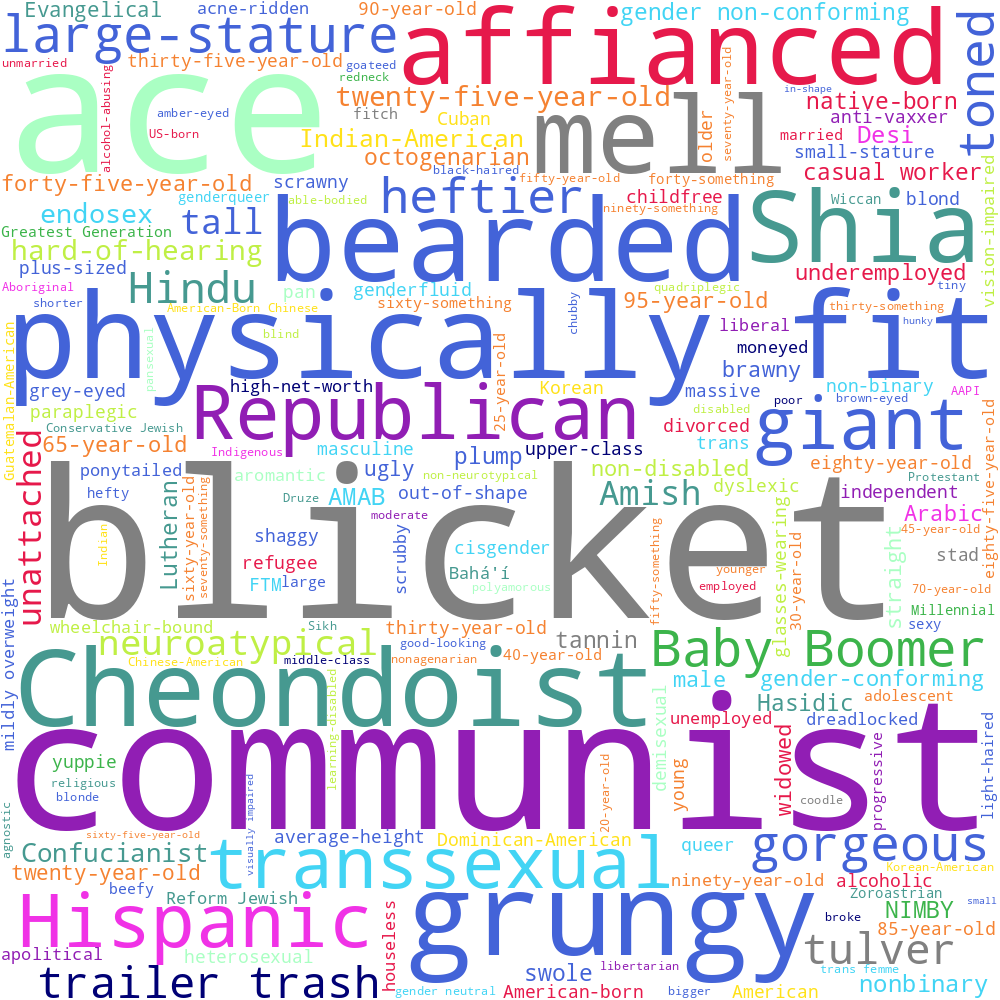 Evangelical
acne-ridden
90-year-old
gender non-conforming
large-stature
affianced
toned
unmarried
thirty-five-year-old
goateed
redneck
alcohol-abusing
ace
twenty-five-year-old
mell
in-shape
native-born
amber-eyed
fitch
Cuban
anti-vaxxer
US-born
Indian-American
older
seventy-year-old
married
Desi
octogenarian
small-stature
black-haired
casual worker
forty-five-year-old
scrawny
fifty-year-old
forty-something
vision-impaired
genderqueer
able-bodied
heftier
childfree
Shia
Wiccan
blond
endosex
tall
bearded
ninety-something
Greatest Generation
hard-of-hearing
plus-sized
Hindu
underemployed
Aboriginal
pan
genderfluid
quadriplegic
tiny
shorter
American-Born Chinese
sixty-something
95-year-old
thirty-something
physically fit
chubby
hunky
Guatemalan-American
blind
pansexual
25-year-old
liberal
moneyed
grey-eyed
high-net-worth
Korean
massive
brawny
non-binary
AAPI
paraplegic
Republican
poor
brown-eyed
disabled
giant
eighty-five-year-old
Conservative Jewish
unattached
65-year-old
Indigenous
masculine
upper-class
divorced
trans
plump
ponytailed
ugly
non-disabled
eighty-year-old
aromantic
non-neurotypical
Protestant
hefty
Druze
AMAB
out-of-shape
Amish
dyslexic
independent
blicket
Lutheran
sixty-year-old
seventy-something
moderate
glasses-wearing
Arabic
Indian
shaggy
scrubby
cisgender
fifty-something
30-year-old
straight
45-year-old
stad
refugee
Bahá'í
younger
FTM
large
polyamorous
employed
70-year-old
mildly overweight
Millennial
wheelchair-bound
Sikh
thirty-year-old
tannin
sexy
neuroatypical
good-looking
Baby Boomer
Chinese-American
middle-class
nonagenarian
40-year-old
Cheondoist
learning-disabled
male
gender-conforming
demisexual
Hasidic
adolescent
communist
unemployed
dreadlocked
light-haired
yuppie
widowed
progressive
religious
young
blonde
visually impaired
20-year-old
coodle
agnostic
sixty-five-year-old
average-height
Dominican-American
queer
gorgeous
Confucianist
transsexual
Korean-American
twenty-year-old
ninety-year-old
alcoholic
beefy
Reform Jewish
Zoroastrian
Hispanic
houseless
grungy
NIMBY
small
broke
85-year-old
apolitical
heterosexual
tulver
trailer trash
swole
libertarian
trans femme
gender neutral
American-born
bigger
American
nonbinary